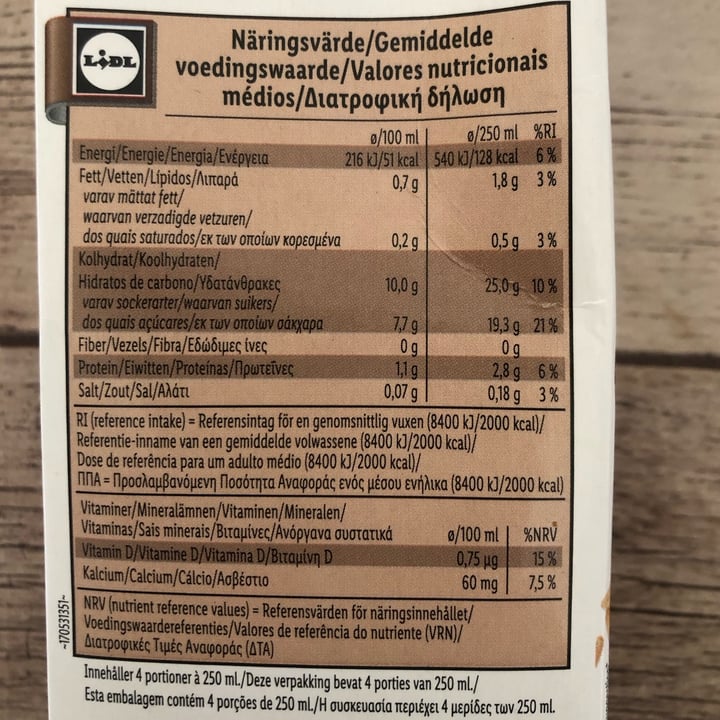 LIDL
Näringsvärde/Gemiddelde
voedingswaarde/Valores nutricionais
médios/Διατροφική δήλωση
ø/100 ml ø/250 ml %RI
Energi/Energie/Energia/Ενέργεια 216 kJ/51 kcal 540 kJ/128 kcal 6 %
Fett/Vetten/Lípidos/Λιπαρά 0,7 g 1,8 g 3 %
varav mättat fett/
waarvan verzadigde vetzuren/
dos quais saturados/εκ των οποίων κορεσμένα 0,2 g 0,5 g 3 %
Kolhydrat/Koolhydraten/
Hidratos de carbono/Υδατάνθρακες 10,0 g 25,0 g 10 %
varav sockerarter/waarvan suikers/
dos quais açúcares/εκ των οποίων σάκχαρα 7,7 g 19,3 g 21 %
Fiber/Vezels/Fibra/Εδώδιμες ίνες 0 g 0 g
Protein/Eiwitten/Proteínas/Πρωτεΐνες 1,1 g 2,8 g 6 %
Salt/Zout/Sal/Αλάτι 0,07 g 0,18 g 3 %
RI (reference intake) = Referensintag för en genomsnittlig vuxen (8400 kJ/2000 kcal)/
Referentie-inname van een gemiddelde volwassene (8400 kJ/2000 kcal)/
Dose de referência para um adulto médio (8400 kJ/2000 kcal)/
ΠΠΑ = Προσλαμβανόμενη Ποσότητα Αναφοράς ενός μέσου ενήλικα (8400 kJ/2000 kcal)
Vitaminer/Mineralämnen/Vitaminen/Mineralen/
Vitaminas/Sais minerais/Βιταμίνες/Ανόργανα συστατικά ø/100 ml %NRV
Vitamin D/Vitamine D/Vitamina D/Βιταμίνη D 0,75 µg 15 %
Kalcium/Calcium/Cálcio/Ασβέστιο 60 mg 7,5 %
NRV (nutrient reference values) = Referensvärden för näringsinnehållet/
Voedingswaardereferenties/Valores de referência do nutriente (VRN)/
Διατροφικές Τιμές Αναφοράς (ΔΤΑ)
~170531351~
Innehåller 4 portioner à 250 ml./Deze verpakking bevat 4 porties van 250 ml./
Esta embalagem contém 4 porções de 250 ml./Η συσκευασία περιέχει 4 μερίδες των 250 ml.